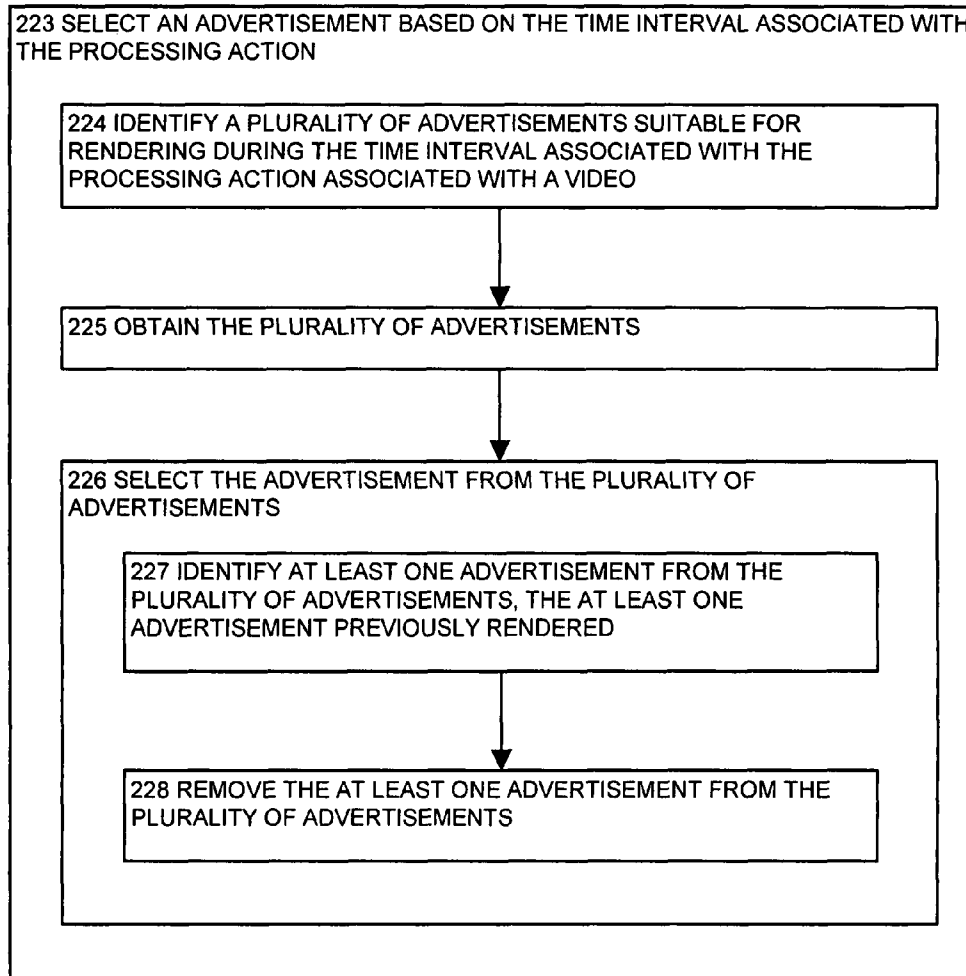 223 SELECT AN ADVERTISEMENT BASED ON THE TIME INTERVAL ASSOCIATED WITH
THE PROCESSING ACTION
224 IDENTIFY A PLURALITY OF ADVERTISEMENTS SUITABLE FOR
RENDERING DURING THE TIME INTERVAL ASSOCIATED WITH THE
PROCESSING ACTION ASSOCIATED WITH A VIDEO
225 OBTAIN THE PLURALITY OF ADVERTISEMENTS
226 SELECT THE ADVERTISEMENT FROM THE PLURALITY OF
ADVERTISEMENTS
227 IDENTIFY AT LEAST ONE ADVERTISEMENT FROM THE
PLURALITY OF ADVERTISEMENTS, THE AT LEAST ONE
ADVERTISEMENT PREVIOUSLY RENDERED
228 REMOVE THE AT LEAST ONE ADVERTISEMENT FROM THE
PLURALITY OF ADVERTISEMENTS